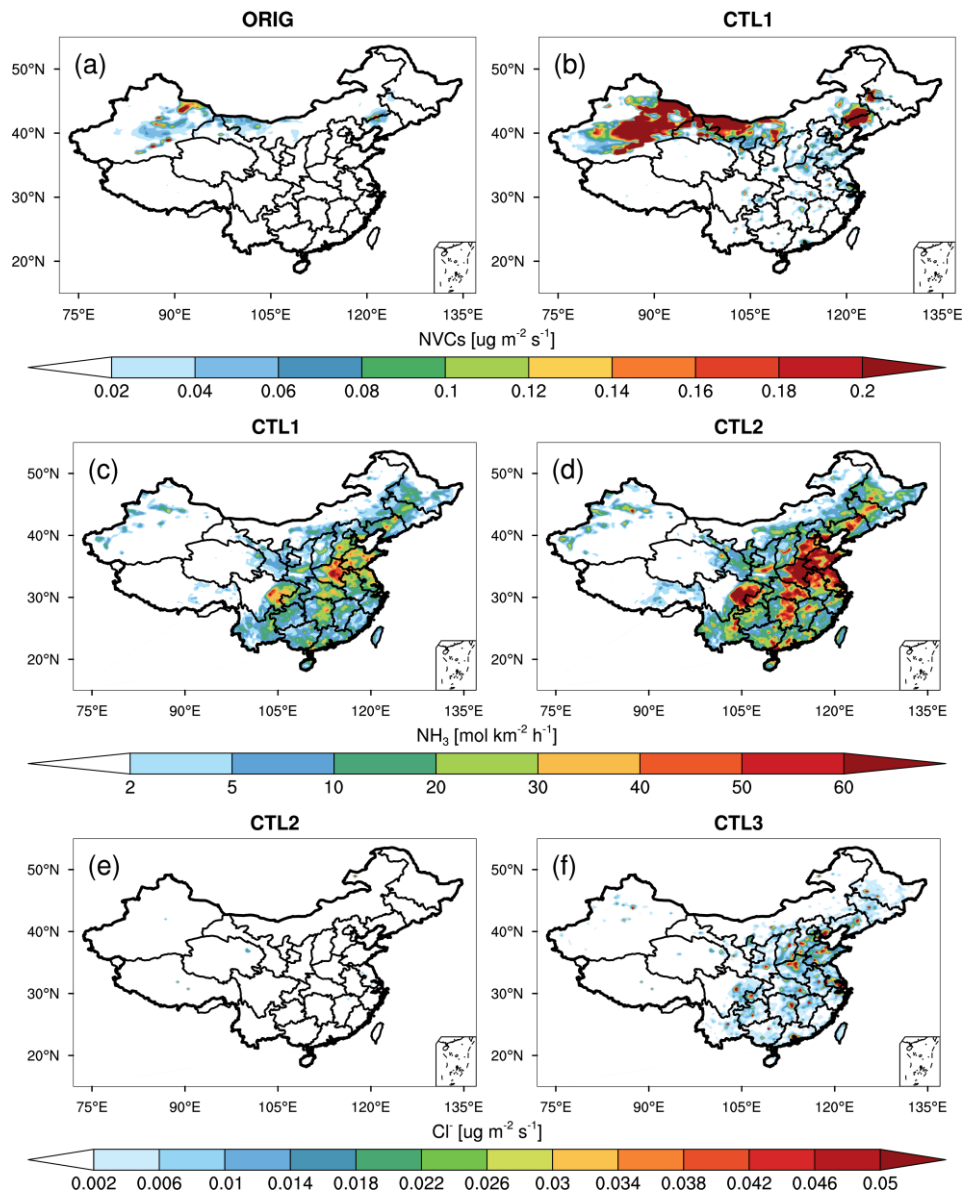 ORIG CTL1
(a) (b)
50°N 50°N
40°N 40°N
30°N 30°N
20°N 20°N
75°E 90°E 105°E 120°E 135°E 75°E 90°E 105°E 120°E 135°E
NVCs [ug m⁻² s⁻¹]
0.02 0.04 0.06 0.08 0.1 0.12 0.14 0.16 0.18 0.2
CTL1 CTL2
(c) (d)
50°N 50°N
40°N 40°N
30°N 30°N
20°N 20°N
75°E 90°E 105°E 120°E 135°E 75°E 90°E 105°E 120°E 135°E
NH₃ [mol km⁻² h⁻¹]
2 5 10 20 30 40 50 60
CTL2 CTL3
(e) (f)
50°N 50°N
40°N 40°N
30°N 30°N
20°N 20°N
75°E 90°E 105°E 120°E 135°E 75°E 90°E 105°E 120°E 135°E
Cl⁻ [ug m⁻² s⁻¹]
0.002 0.006 0.01 0.014 0.018 0.022 0.026 0.03 0.034 0.038 0.042 0.046 0.05